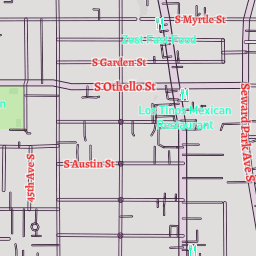 S Myrtle St
Just Fast Food
S Garden St
S Othello St
Los Tinos Mexican
Restaurant
Seward Park Ave S
S Austin St
45th Ave S